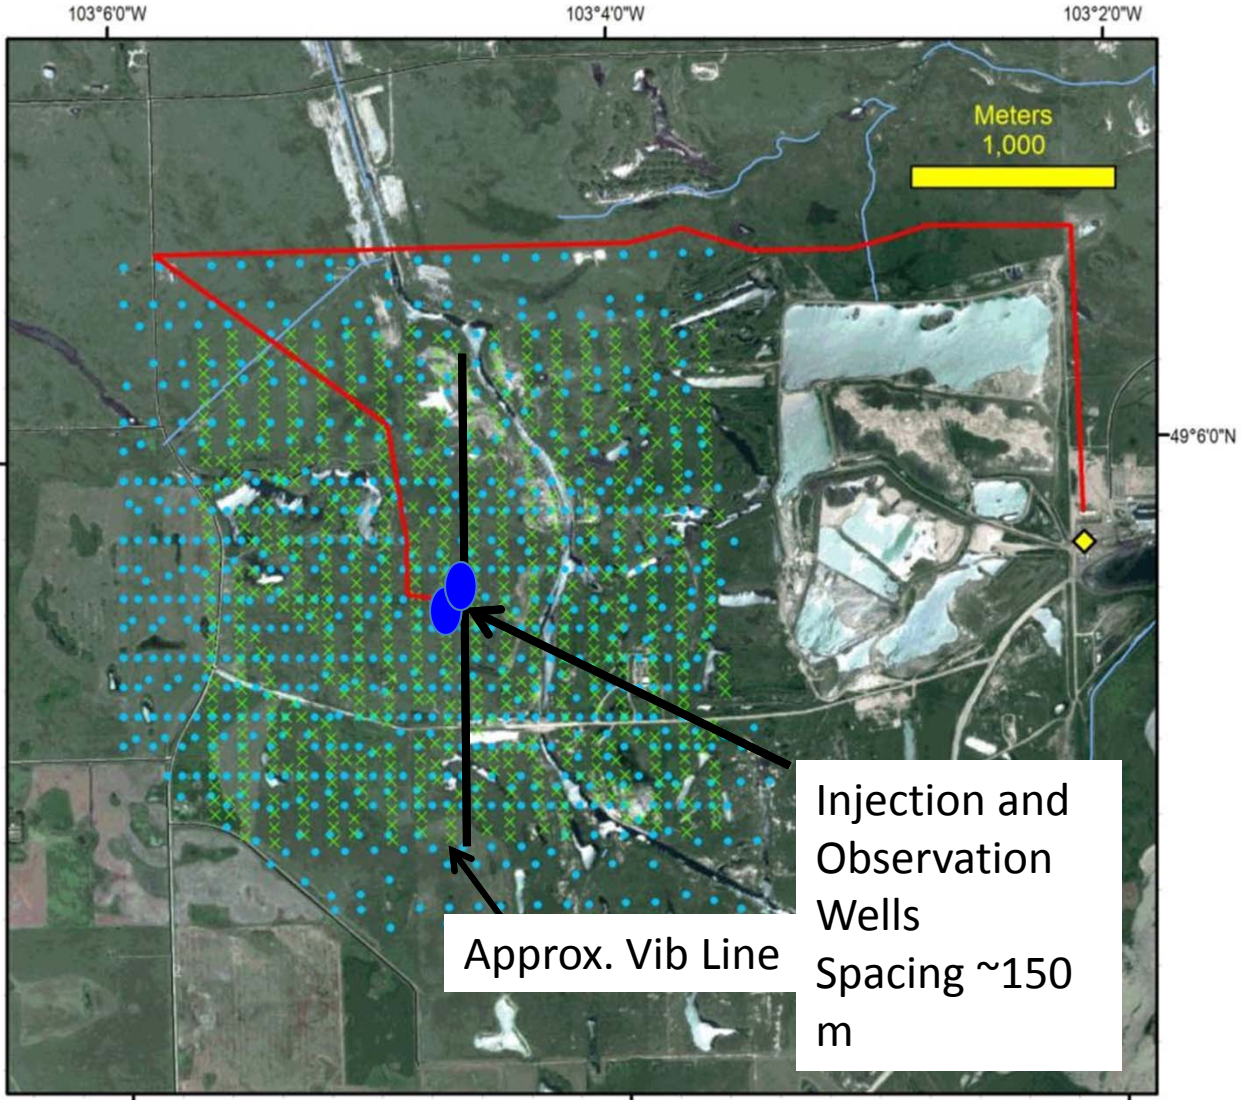 103°6'0"W
103°4'0"W
103°2'0"W
Meters
1,000
49°6'0"N
Injection and
Observation
Wells
Spacing ~150
m
Approx. Vib Line